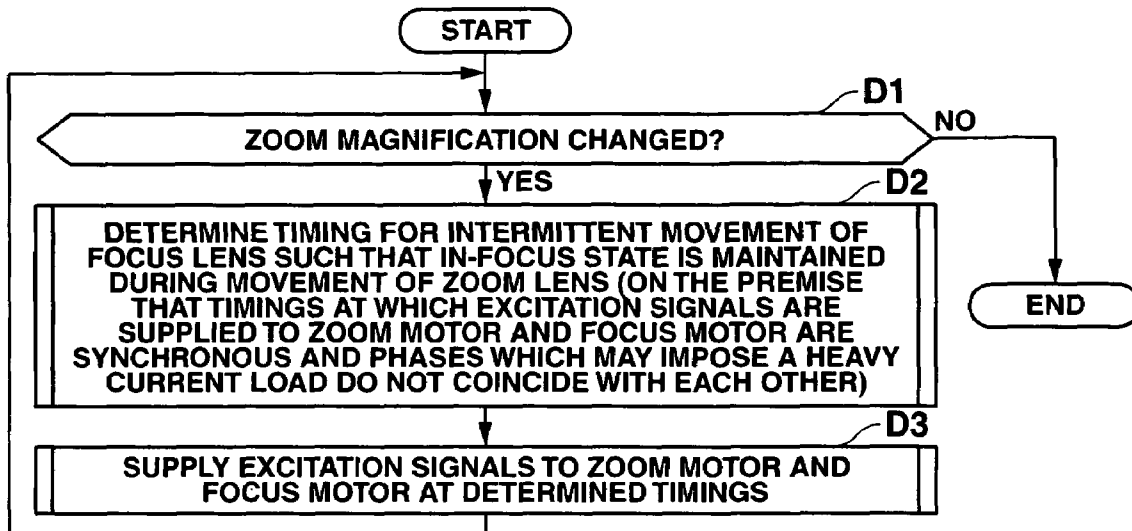 START
D1
ZOOM MAGNIFICATION CHANGED?
NO
YES
D2
DETERMINE TIMING FOR INTERMITTENT MOVEMENT OF
FOCUS LENS SUCH THAT IN-FOCUS STATE IS MAINTAINED
DURING MOVEMENT OF ZOOM LENS (ON THE PREMISE
THAT TIMINGS AT WHICH EXCITATION SIGNALS ARE
SUPPLIED TO ZOOM MOTOR AND FOCUS MOTOR ARE
SYNCHRONOUS AND PHASES WHICH MAY IMPOSE A HEAVY
CURRENT LOAD DO NOT COINCIDE WITH EACH OTHER)
END
D3
SUPPLY EXCITATION SIGNALS TO ZOOM MOTOR AND
FOCUS MOTOR AT DETERMINED TIMINGS